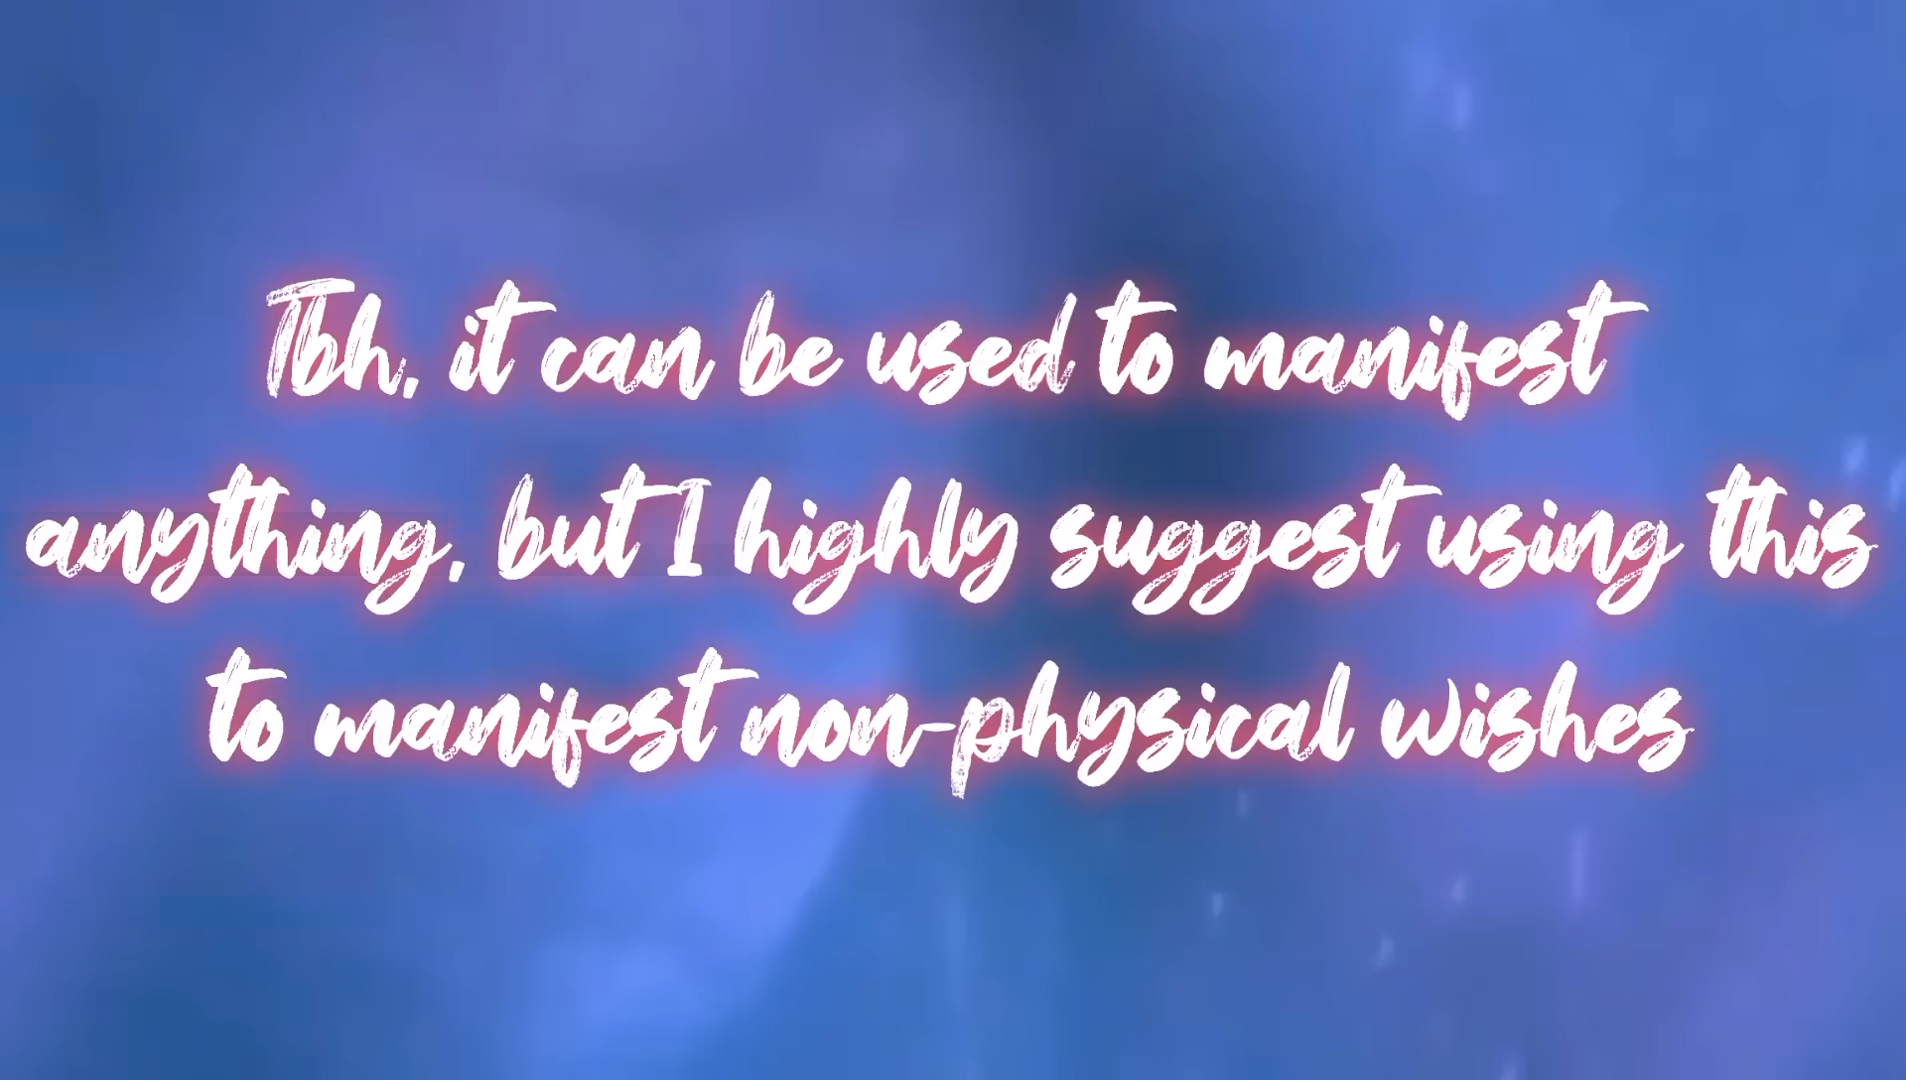 Tbh, it can be used to manifest
anything, but I highly suggest using this
to manifest non-physical wishes